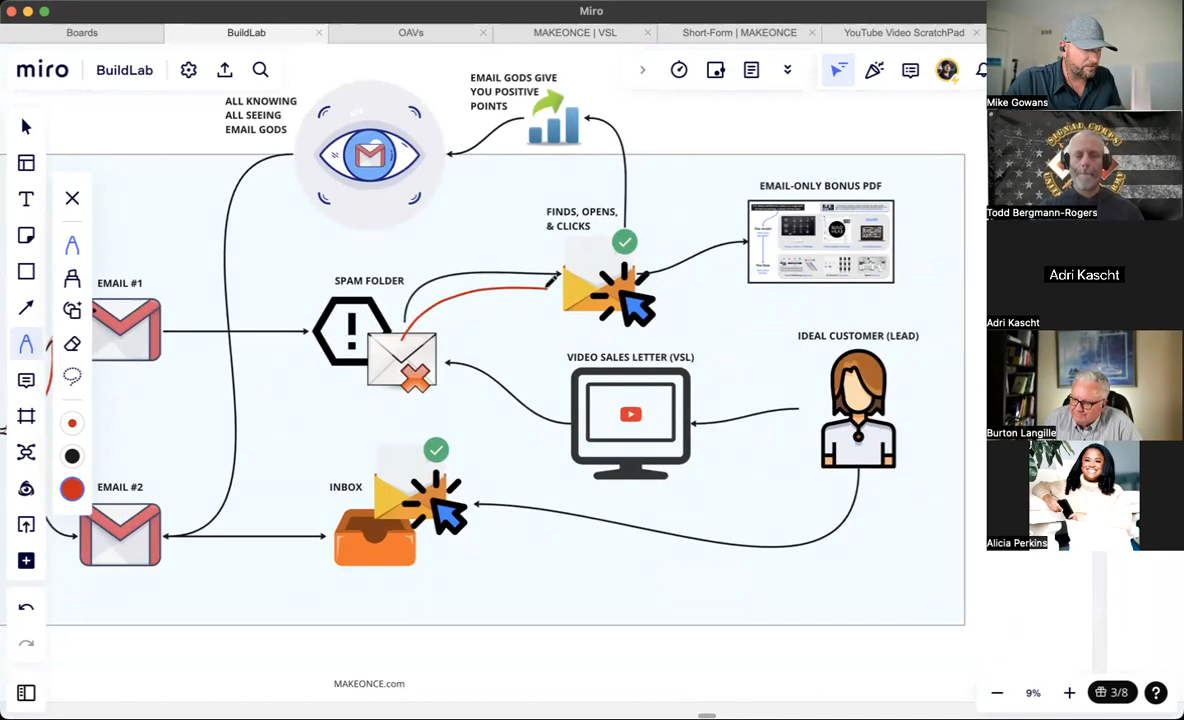 Miro
Boards
BuildLab
OAVs
MAKEONCE | VSL
Short-Form | MAKEONCE
YouTube Video ScratchPad
miro
BuildLab
ALL KNOWING
ALL SEEING
EMAIL GODS
EMAIL GODS GIVE
YOU POSITIVE
POINTS
FINDS, OPENS,
& CLICKS
EMAIL-ONLY BONUS PDF
EMAIL #1
SPAM FOLDER
VIDEO SALES LETTER (VSL)
IDEAL CUSTOMER (LEAD)
EMAIL #2
INBOX
MAKEONCE.com
9%
3/8
Mike Gowans
SIGNAL CORPS
Todd Bergmann-Rogers
Adri Kascht
Adri Kascht
Burton Langille
Alicia Perkins